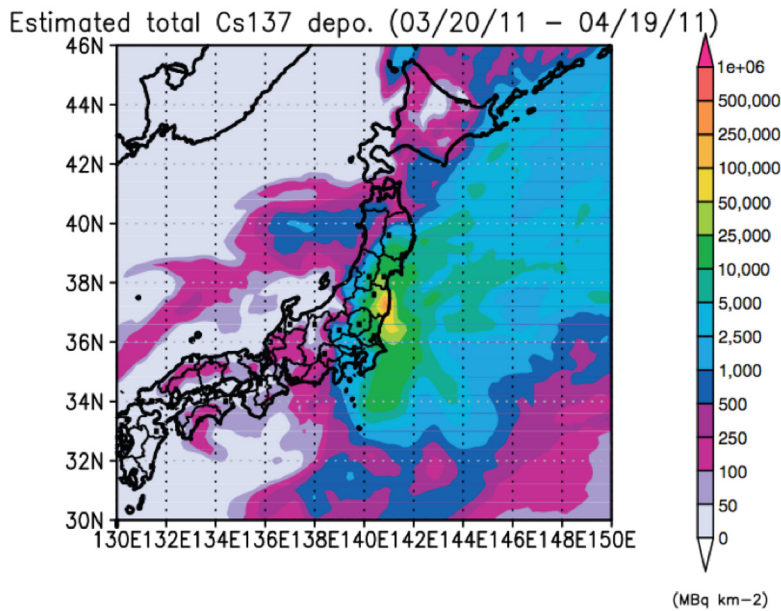 Estimated total Cs137 depo. (03/20/11 - 04/19/11)
46N
44N
42N
40N
38N
36N
34N
32N
30N
130E132E134E136E138E140E142E144E146E148E150E
1e+06
500,000
250,000
100,000
50,000
25,000
10,000
5,000
2,500
1,000
500
250
100
50
0
(MBq km-2)